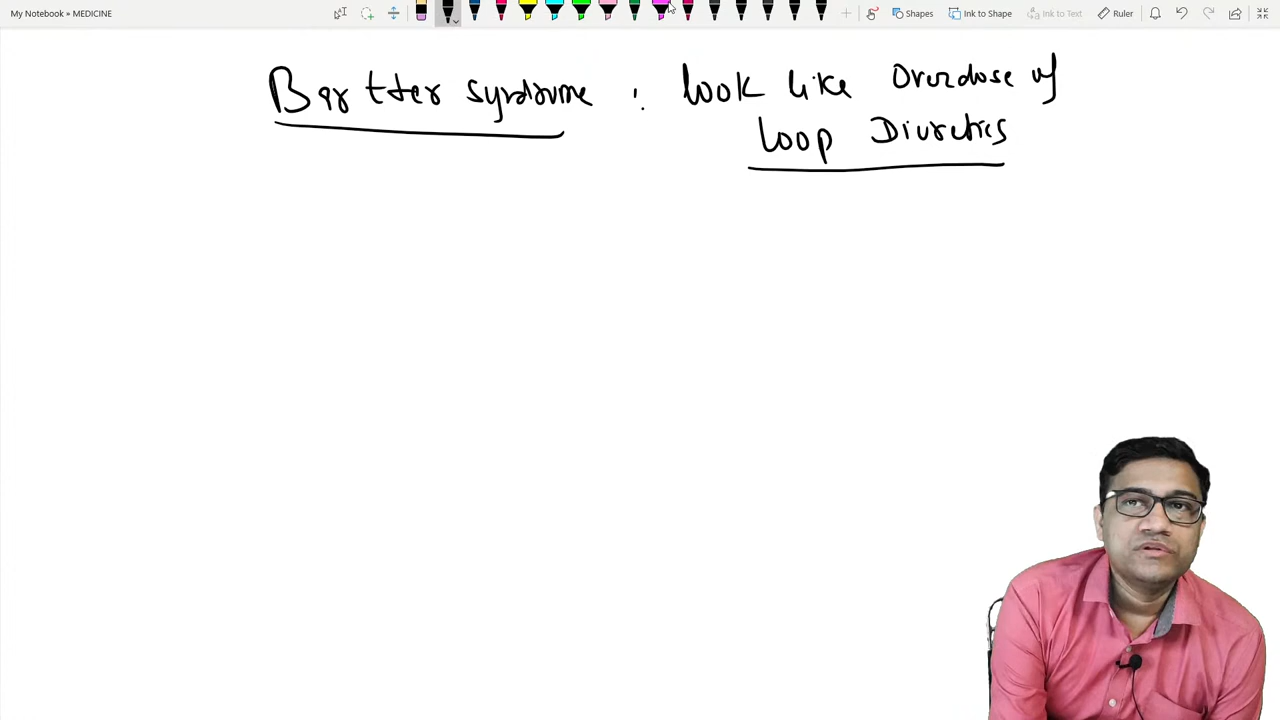 My Notebook » MEDICINE
Shapes Ink to Shape Ink to Text Ruler
Bartter syndrome : look like Overdose of
loop Diuretics